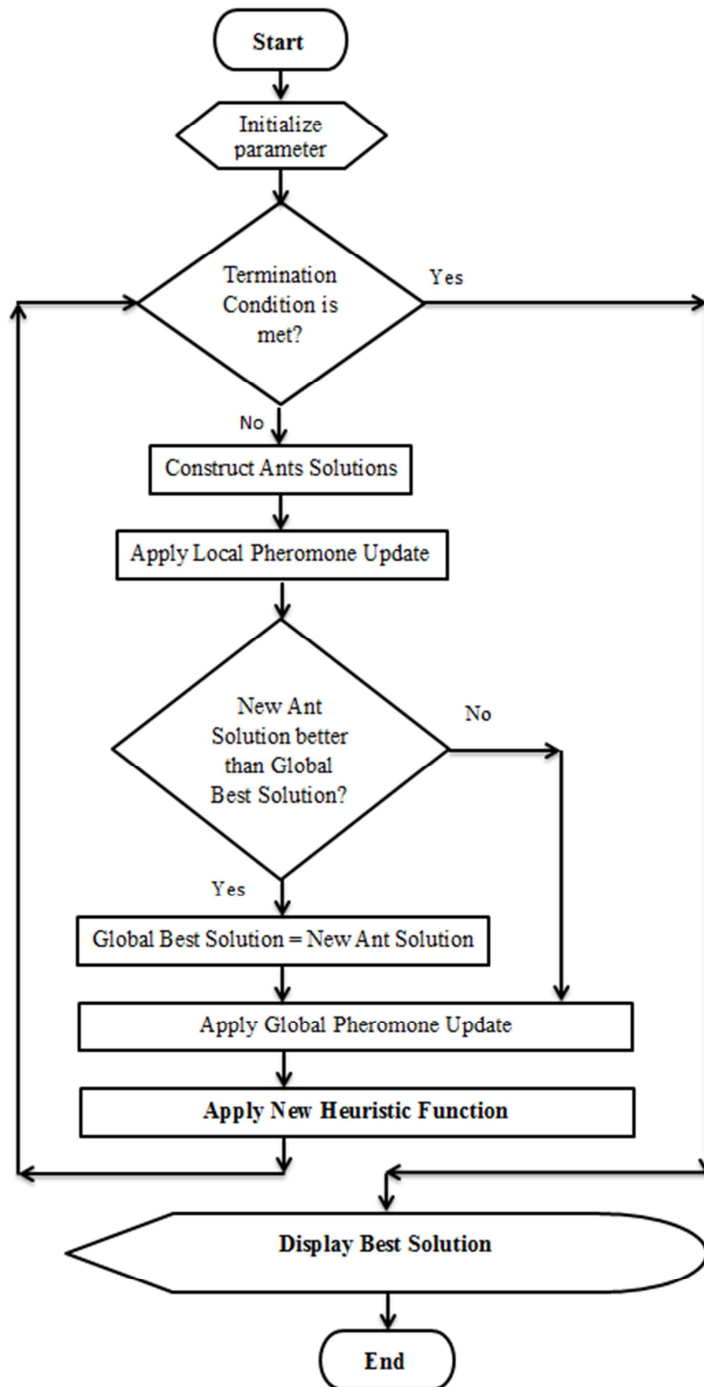 Start
Initialize
parameter
Termination
Condition is
met?
Yes
No
Construct Ants Solutions
Apply Local Pheromone Update
New Ant
Solution better
than Global
Best Solution?
No
Yes
Global Best Solution = New Ant Solution
Apply Global Pheromone Update
Apply New Heuristic Function
Display Best Solution
End